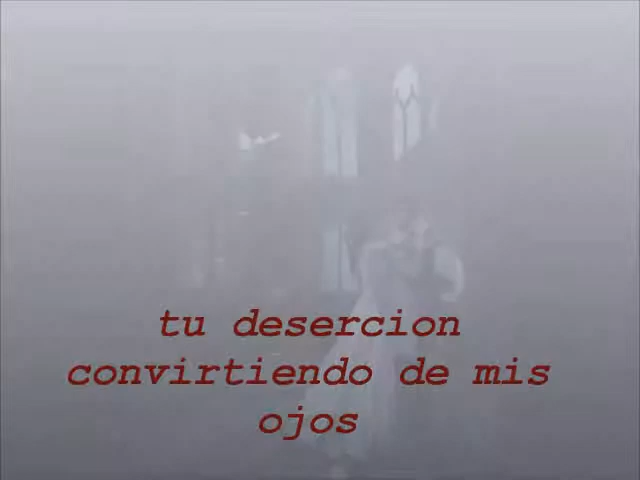 tu desercion
convirtiendo de mis
ojos